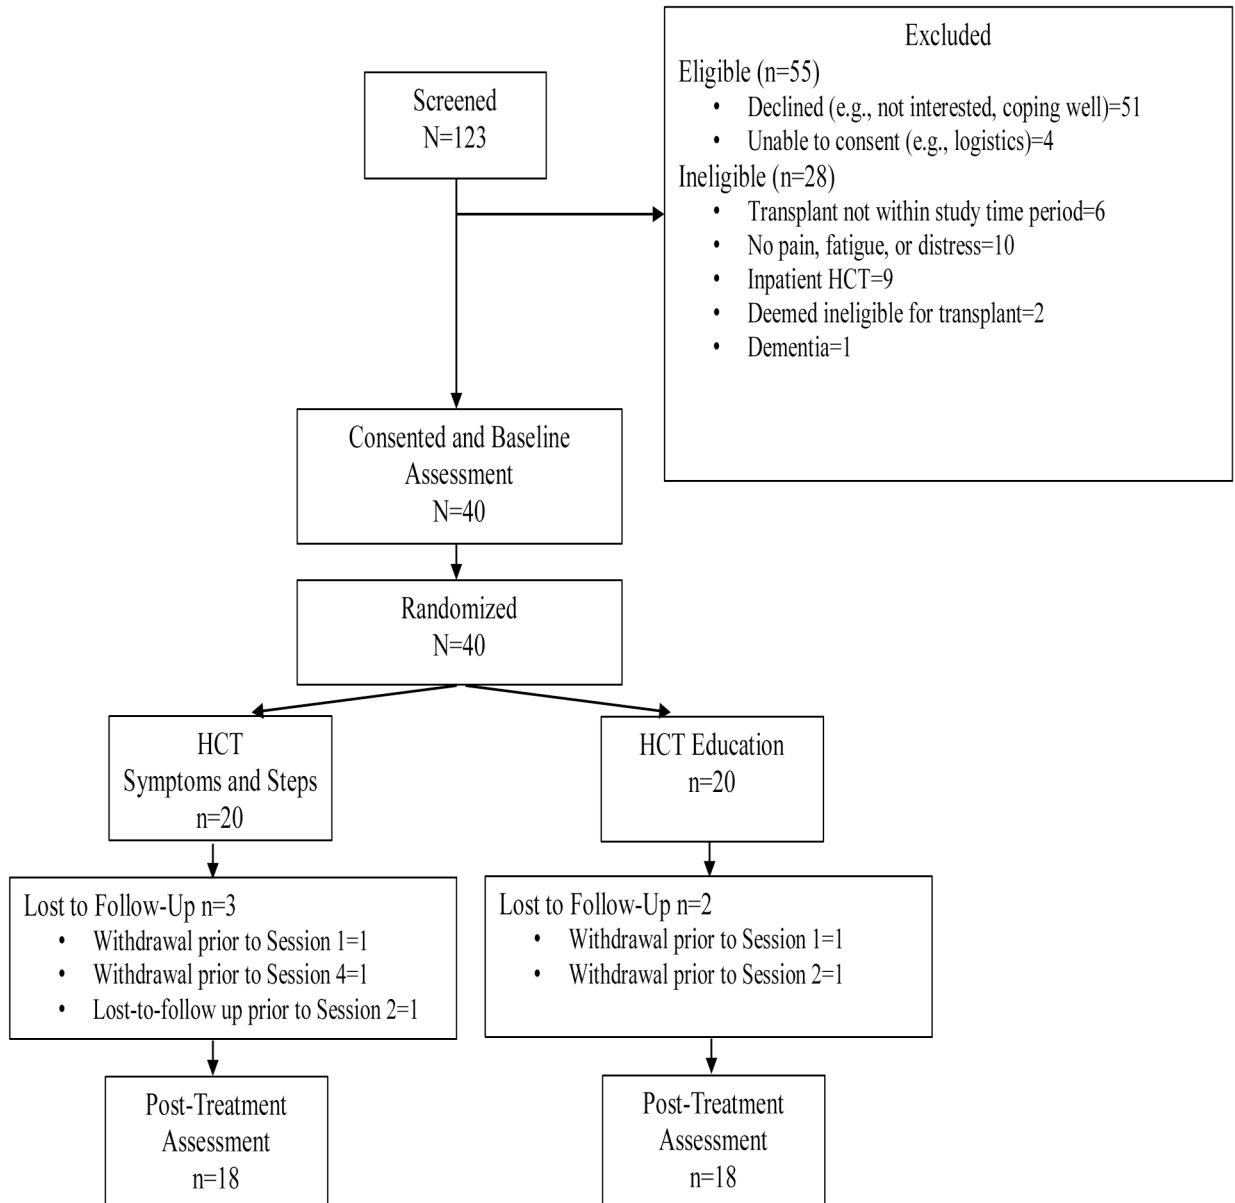 Screened
N=123
Excluded
Eligible (n=55)
• Declined (e.g., not interested, coping well)=51
• Unable to consent (e.g., logistics)=4
Ineligible (n=28)
• Transplant not within study time period=6
• No pain, fatigue, or distress=10
• Inpatient HCT=9
• Deemed ineligible for transplant=2
• Dementia=1
Consented and Baseline
Assessment
N=40
Randomized
N=40
HCT
Symptoms and Steps
n=20
HCT Education
n=20
Lost to Follow-Up n=3
• Withdrawal prior to Session 1=1
• Withdrawal prior to Session 4=1
• Lost-to-follow up prior to Session 2=1
Lost to Follow-Up n=2
• Withdrawal prior to Session 1=1
• Withdrawal prior to Session 2=1
Post-Treatment
Assessment
n=18
Post-Treatment
Assessment
n=18